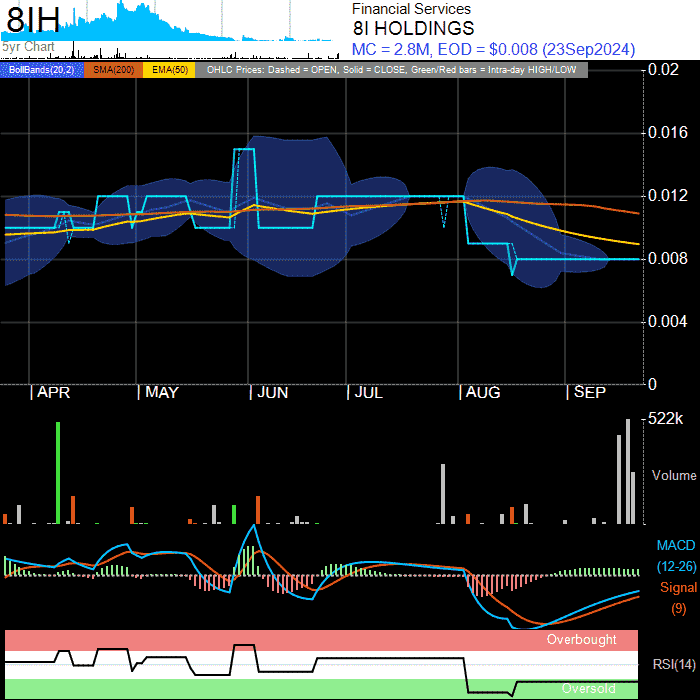 8IH
5yr Chart
Financial Services
8I HOLDINGS
MC = 2.8M, EOD = $0.008 (23Sep2024)
BollBands(20,2) SMA(200) EMA(50) OHLC Prices: Dashed = OPEN, Solid = CLOSE, Green/Red bars = Intra-day HIGH/LOW
0.02
0.016
0.012
0.008
0.004
0
APR MAY JUN JUL AUG SEP
522k
Volume
MACD
(12-26)
Signal
(9)
Overbought
RSI(14)
Oversold